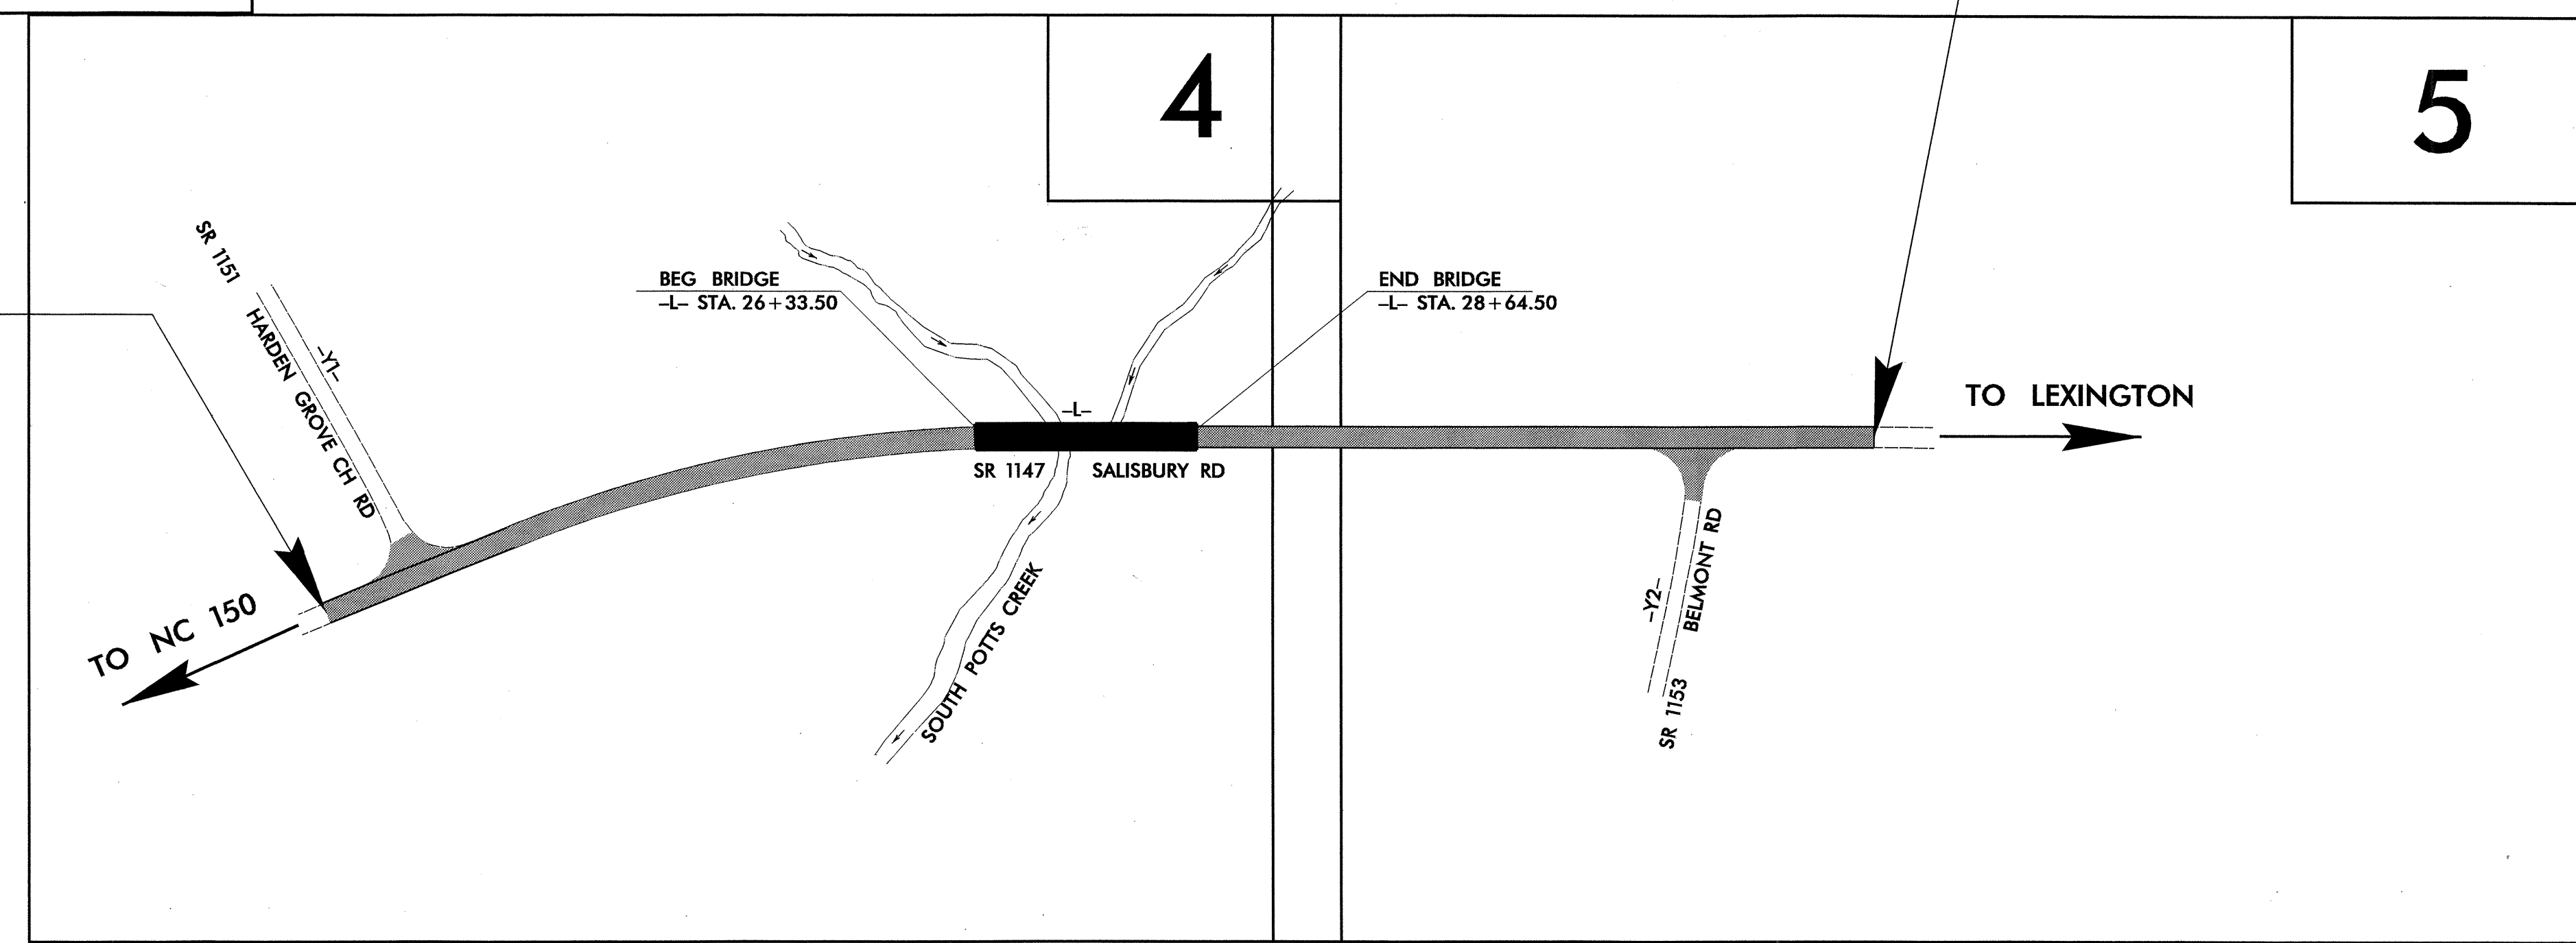 4
5
SR 1151
HARDEN GROVE CH RD
-Y1-
BEG BRIDGE
-L- STA. 26+33.50
END BRIDGE
-L- STA. 28+64.50
-L-
TO LEXINGTON
SR 1147 SALISBURY RD
TO NC 150
SOUTH POTTS CREEK
-Y2-
BELMONT RD
SR 1153